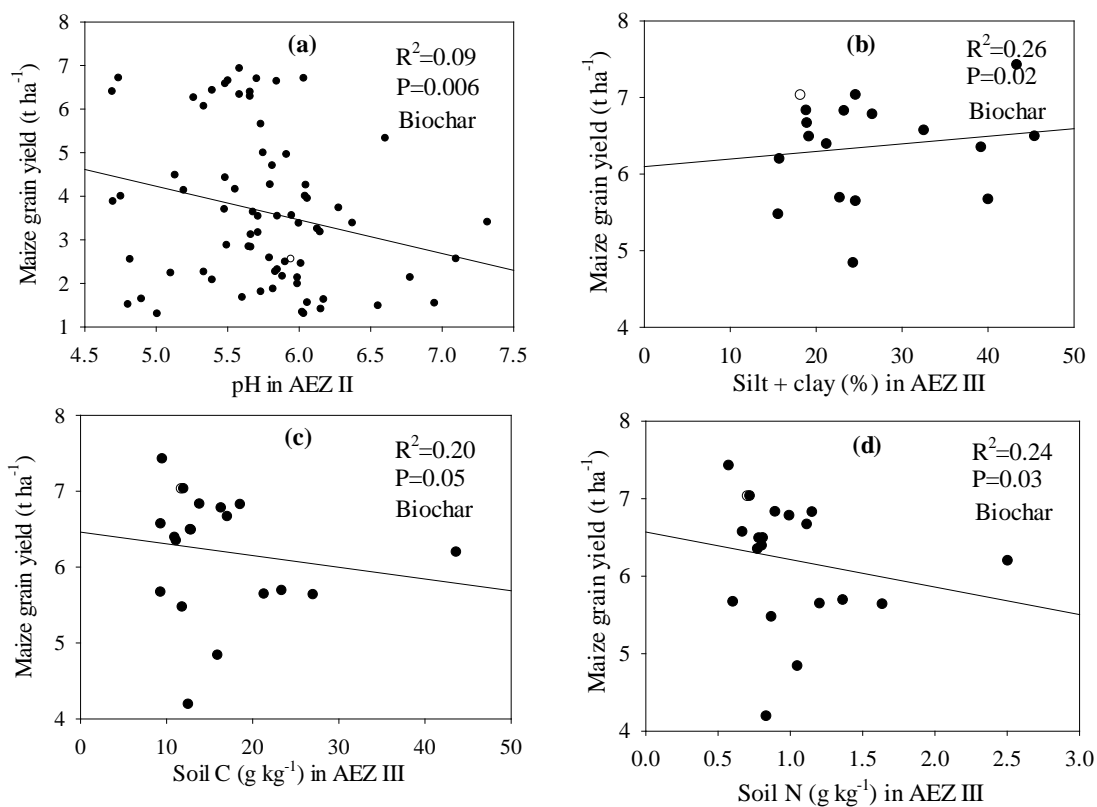 (a)
R²=0.09
P=0.006
Biochar
Maize grain yield (t ha⁻¹)
8
7
6
5
4
3
2
1
4.5 5.0 5.5 6.0 6.5 7.0 7.5
pH in AEZ II
(b)
R²=0.26
P=0.02
Biochar
Maize grain yield (t ha⁻¹)
8
7
6
5
4
0 10 20 30 40 50
Silt + clay (%) in AEZ III
(c)
R²=0.20
P=0.05
Biochar
Maize grain yield (t ha⁻¹)
8
7
6
5
4
0 10 20 30 40 50
Soil C (g kg⁻¹) in AEZ III
(d)
R²=0.24
P=0.03
Biochar
Maize grain yield (t ha⁻¹)
8
7
6
5
4
0.0 0.5 1.0 1.5 2.0 2.5 3.0
Soil N (g kg⁻¹) in AEZ III